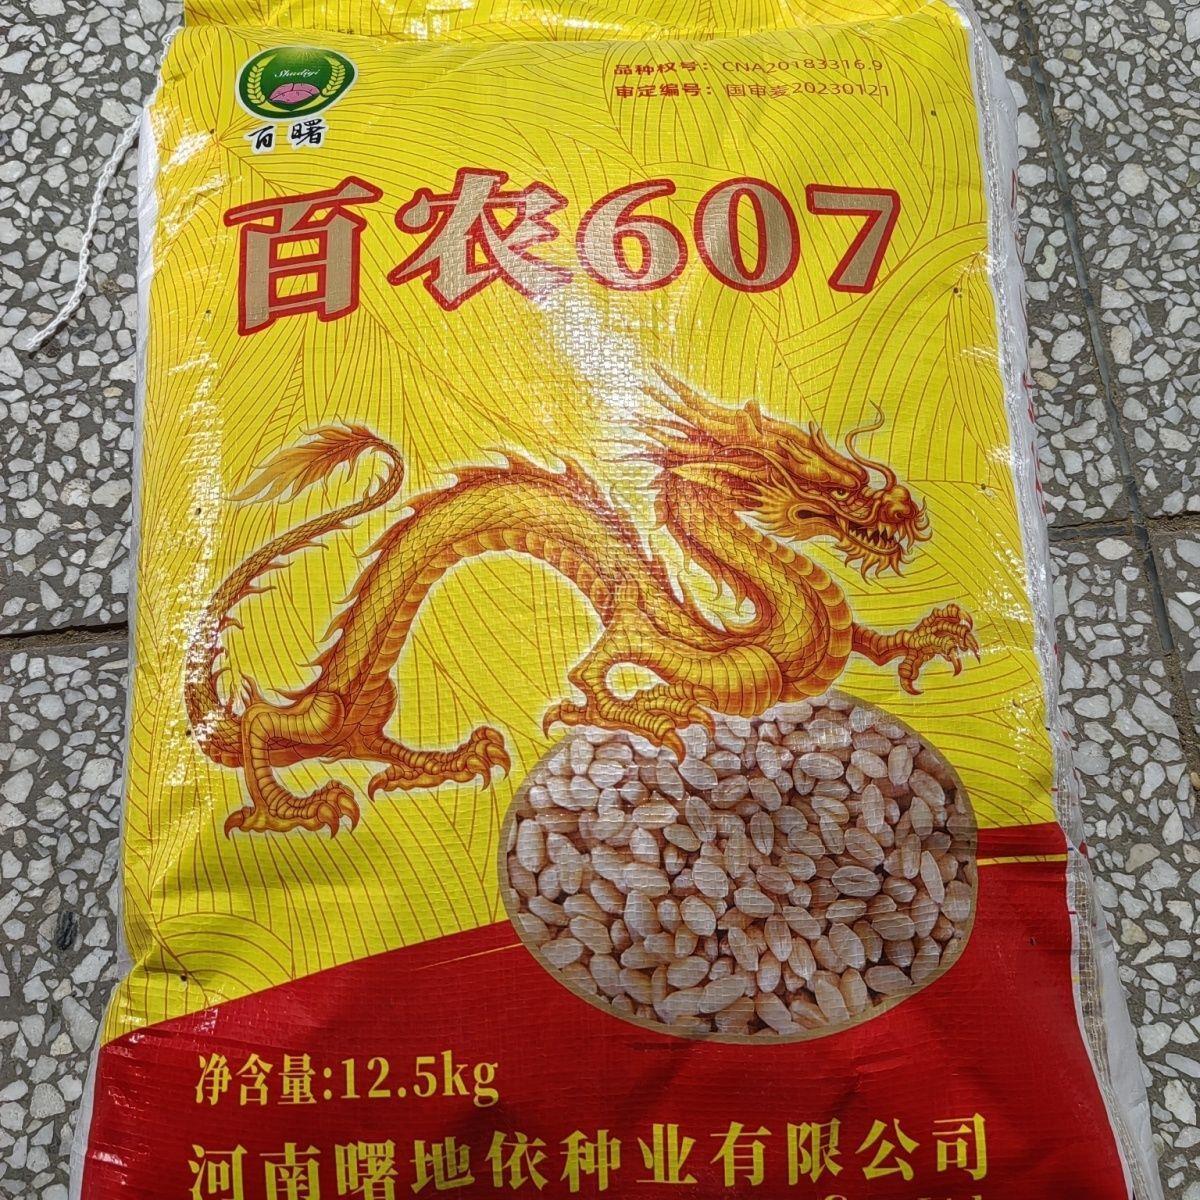 品种权号：CNA20183316.9
审定编号：国审麦20230121
Shudiyi
百曙
百农607
净含量:12.5kg
河南曙地依种业有限公司